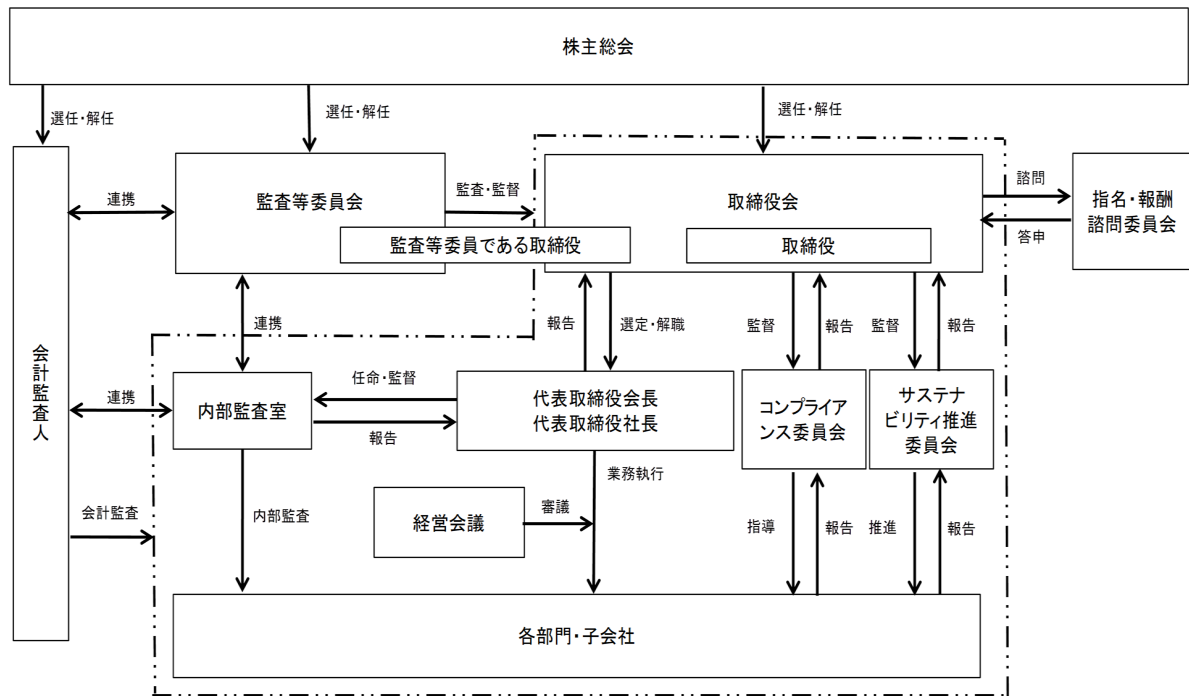 株主総会
選任・解任
選任・解任
選任・解任
監査等委員会
監査・監督
取締役会
諮問
指名・報酬
諮問委員会
答申
連携
監査等委員である取締役
取締役
会計監査人
連携
報告
選定・解職
監督
報告
監督
報告
連携
内部監査室
任命・監督
報告
代表取締役会長
代表取締役社長
コンプライア
ンス委員会
サステナ
ビリティ推進
委員会
業務執行
会計監査
内部監査
経営会議
審議
指導
報告
推進
報告
各部門・子会社